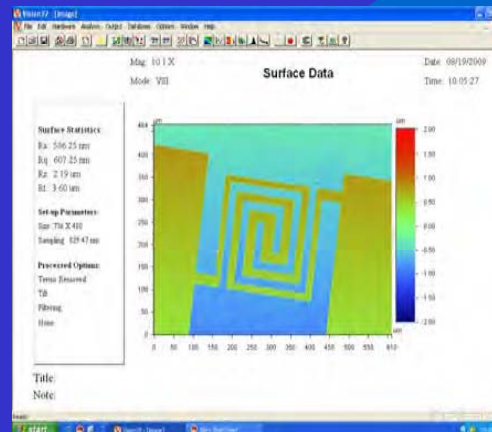 Vision32 - [Image]
File Edit Hardware Analysis Output Databases Options Window Help
Mag: 10.1 X
Mode: VSI
Surface Data
Date: 08/19/2009
Time: 10:05:27
Surface Statistics:
Ra: 506.25 nm
Rq: 607.25 nm
Rz: 2.19 um
Rt: 3.60 um
Set-up Parameters:
Size: 736 X 480
Sampling: 829.47 nm
Processed Options:
Terms Removed:
Tilt
Filtering:
None
um
400
350
300
250
200
150
100
50
0
0 50 100 150 200 250 300 350 400 450 500 550 610
um
2.00
1.50
1.00
0.50
0.00
-0.50
-1.00
-1.50
-2.00
um
Title:
Note:
start